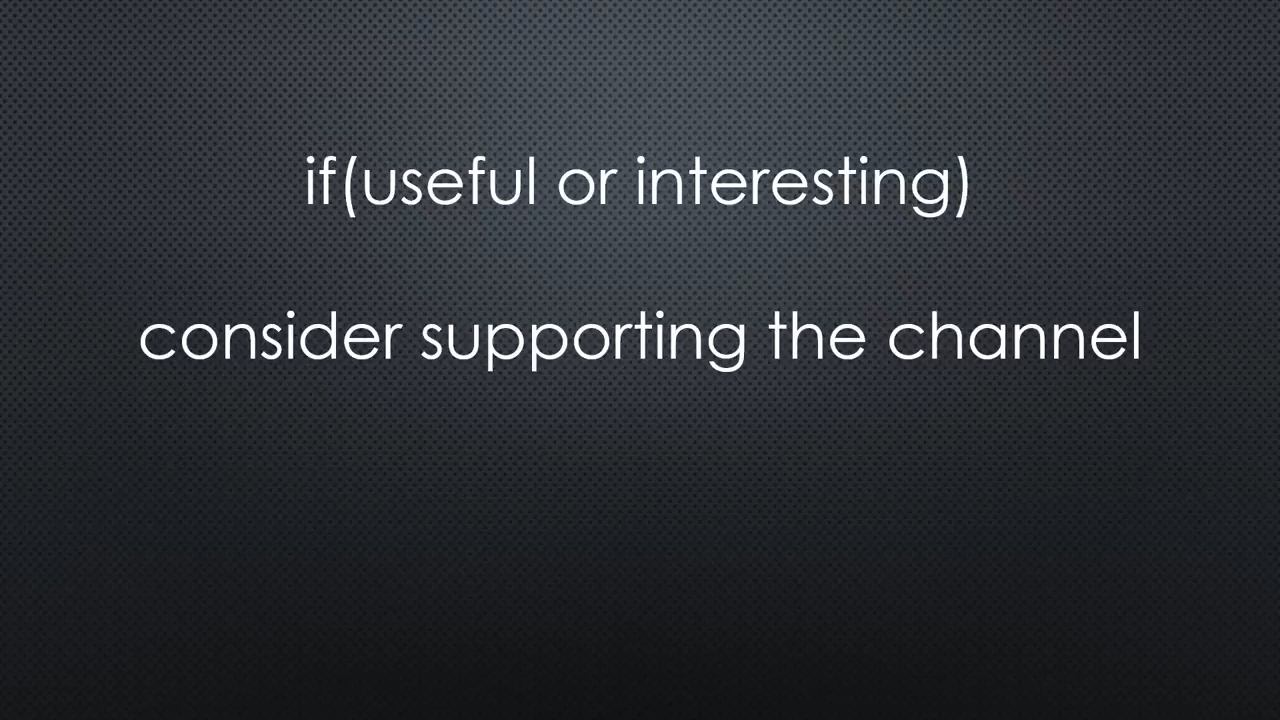 if(useful or interesting)
consider supporting the channel